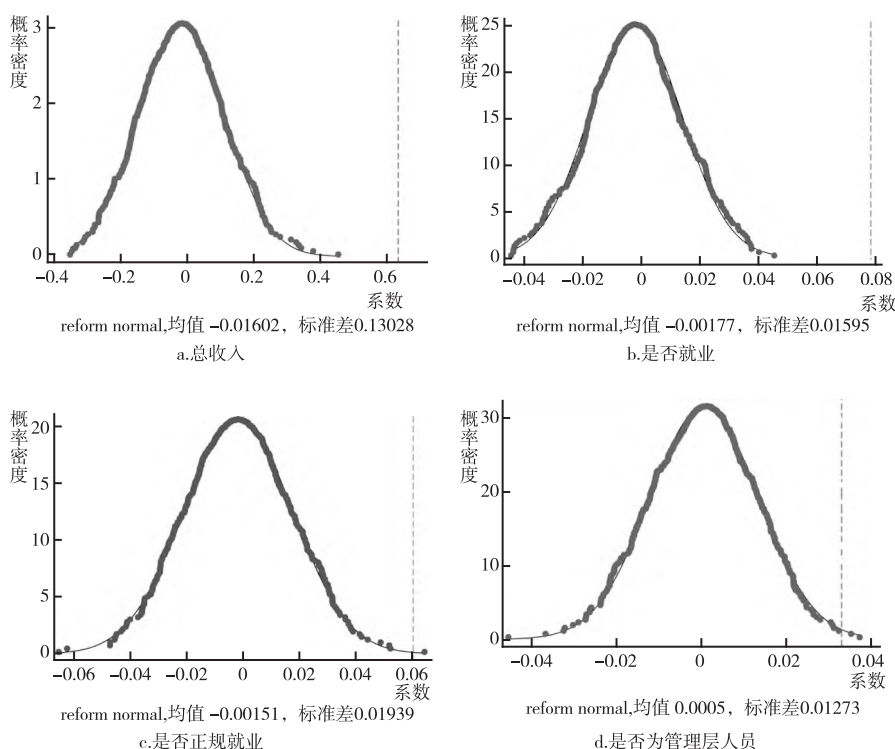 概率密度
3
2
1
0
−0.4 −0.2 0 0.2 0.4 0.6
系数
reform normal,均值 −0.01602，标准差0.13028
a.总收入
概率密度
25
20
15
10
5
0
−0.04 −0.02 0 0.02 0.04 0.06 0.08
系数
reform normal,均值 −0.00177，标准差0.01595
b.是否就业
概率密度
20
15
10
5
0
−0.06 −0.04 −0.02 0 0.02 0.04 0.06
系数
reform normal,均值 −0.00151，标准差0.01939
c.是否正规就业
概率密度
30
20
10
0
−0.04 −0.02 0 0.02 0.04
系数
reform normal,均值 0.0005，标准差0.01273
d.是否为管理层人员